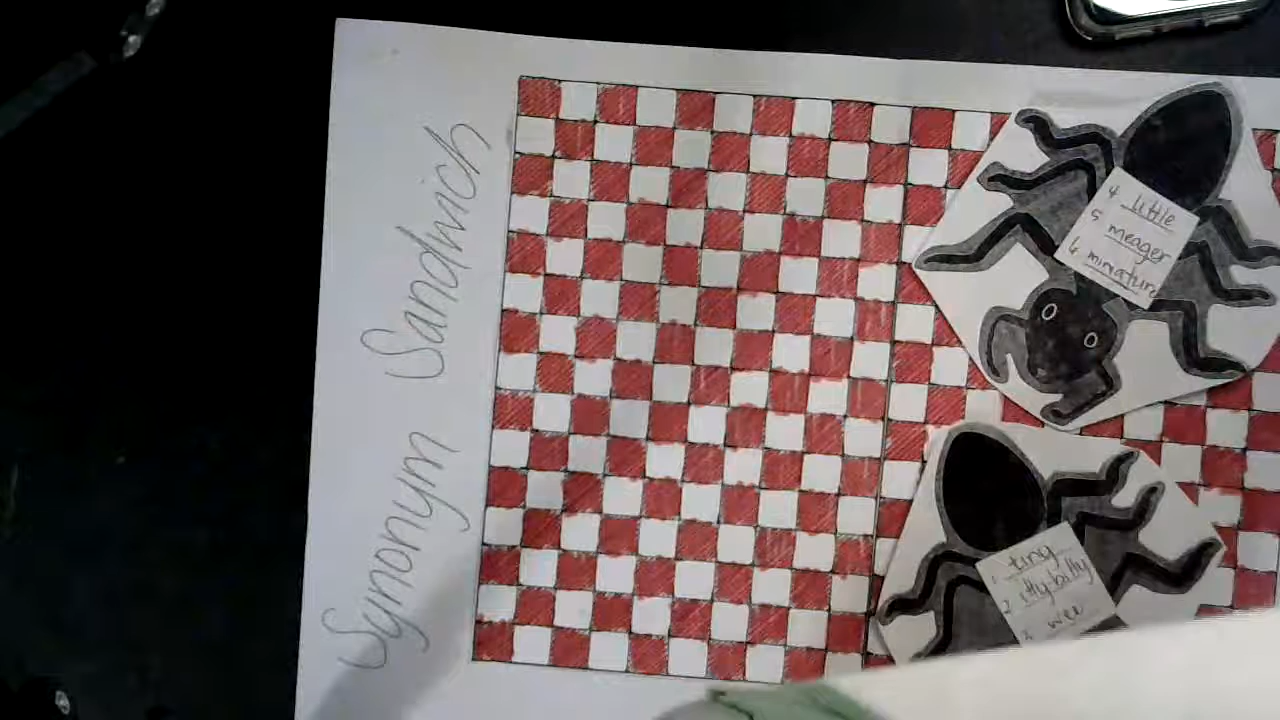 Synonym Sandwich
4 little
5 meager
6 miniature
1 tiny
2 itty-bitty
3 wee